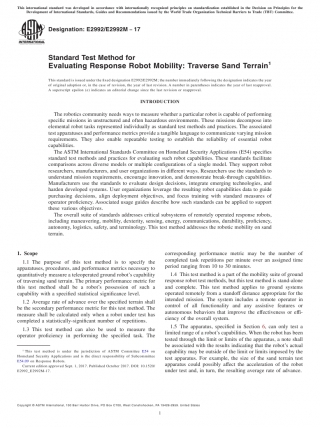 This international standard was developed in accordance with internationally recognized principles on standardization established in the Decision on Principles for the
Development of International Standards, Guides and Recommendations issued by the World Trade Organization Technical Barriers to Trade (TBT) Committee.
Designation: E2992/E2992M − 17
INTERNATIONAL
Standard Test Method for
Evaluating Response Robot Mobility: Traverse Sand Terrain1
This standard is issued under the fixed designation E2992/E2992M; the number immediately following the designation indicates the year
of original adoption or, in the case of revision, the year of last revision. A number in parentheses indicates the year of last reapproval.
A superscript epsilon (ε) indicates an editorial change since the last revision or reapproval.
INTRODUCTION
The robotics community needs ways to measure whether a particular robot is capable of performing
specific missions in unstructured and often hazardous environments. These missions decompose into
elemental robot tasks represented individually as standard test methods and practices. The associated
test apparatuses and performance metrics provide a tangible language to communicate varying mission
requirements. They also enable repeatable testing to establish the reliability of essential robot
capabilities.
The ASTM International Standards Committee on Homeland Security Applications (E54) specifies
standard test methods and practices for evaluating such robot capabilities. These standards facilitate
comparisons across diverse models or multiple configurations of a single model. They support robot
researchers, manufacturers, and user organizations in different ways. Researchers use the standards to
understand mission requirements, encourage innovation, and demonstrate break-through capabilities.
Manufacturers use the standards to evaluate design decisions, integrate emerging technologies, and
harden developed systems. User organizations leverage the resulting robot capabilities data to guide
purchasing decisions, align deployment objectives, and focus training with standard measures of
operator proficiency. Associated usage guides describe how such standards can be applied to support
these various objectives.
The overall suite of standards addresses critical subsystems of remotely operated response robots,
including maneuvering, mobility, dexterity, sensing, energy, communications, durability, proficiency,
autonomy, logistics, safety, and terminology. This test method addresses the robotic mobility on sand
terrain.
1. Scope
1.1 The purpose of this test method is to specify the
apparatuses, procedures, and performance metrics necessary to
quantitatively measure a teleoperated ground robot's capability
of traversing sand terrain. The primary performance metric for
this test method shall be a robot's possession of such a
capability with a specified statistical significance level.
1.2 Average rate of advance over the specified terrain shall
be the secondary performance metric for this test method. The
measure shall be calculated only when a robot under test has
completed a statistically-significant number of repetitions.
1.3 This test method can also be used to measure the
operator proficiency in performing the specified task. The
1 This test method is under the jurisdiction of ASTM Committee E54 on
Homeland Security Applications and is the direct responsibility of Subcommittee
E54.09 on Response Robots.
Current edition approved Sept. 1, 2017. Published October 2017. DOI: 10.1520/
E2992_E2992M-17.
corresponding performance metric may be the number of
completed task repetitions per minute over an assigned time
period ranging from 10 to 30 minutes.
1.4 This test method is a part of the mobility suite of ground
response robot test methods, but this test method is stand-alone
and complete. This test method applies to ground systems
operated remotely from a standoff distance appropriate for the
intended mission. The system includes a remote operator in
control of all functionality and any assistive features or
autonomous behaviors that improve the effectiveness or effi-
ciency of the overall system.
1.5 The apparatus, specified in Section 6, can only test a
limited range of a robot's capabilities. When the robot has been
tested through the limit or limits of the apparatus, a note shall
be associated with the results indicating that the robot's actual
capability may be outside of the limit or limits imposed by the
test apparatus. For example, the size of the sand terrain test
apparatus could possibly affect the acceleration of the robot
under test and, in turn, the resulting average rate of advance.
Copyright © ASTM International, 100 Barr Harbor Drive, PO Box C700, West Conshohocken, PA 19428-2959. United States
1